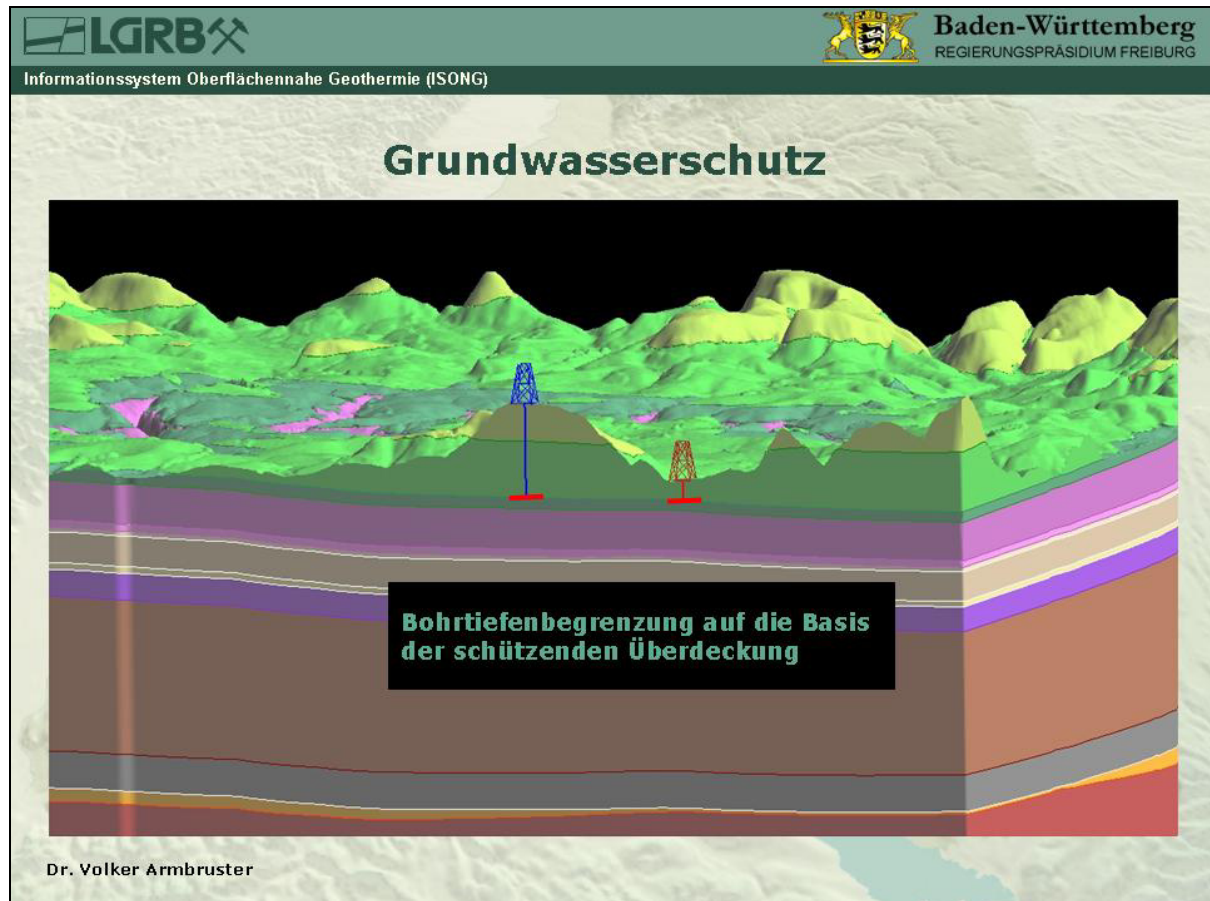 LGRB
Baden-Württemberg
REGIERUNGSPRÄSIDIUM FREIBURG
Informationssystem Oberflächennahe Geothermie (ISONG)
Grundwasserschutz
Bohrtiefenbegrenzung auf die Basis
der schützenden Überdeckung
Dr. Volker Armbruster